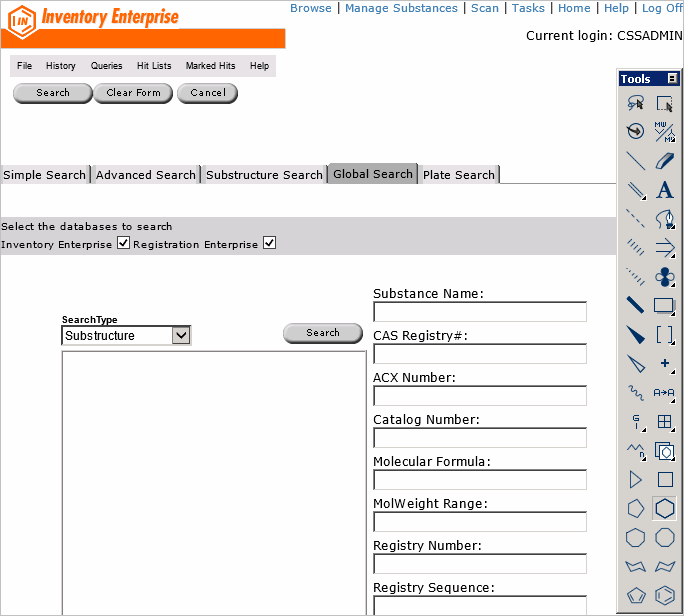 Browse | Manage Substances | Scan | Tasks | Home | Help | Log Off
IN Inventory Enterprise
Current login: CSSADMIN
File History Queries Hit Lists Marked Hits Help
Search Clear Form Cancel
Tools
MW
M/z
A
Simple Search Advanced Search Substructure Search Global Search Plate Search
Select the databases to search
Inventory Enterprise Registration Enterprise
Substance Name:
SearchType
Substructure
Search
CAS Registry#:
ACX Number:
Catalog Number:
Molecular Formula:
MolWeight Range:
Registry Number:
Registry Sequence:
[ ]
+
A→A
n